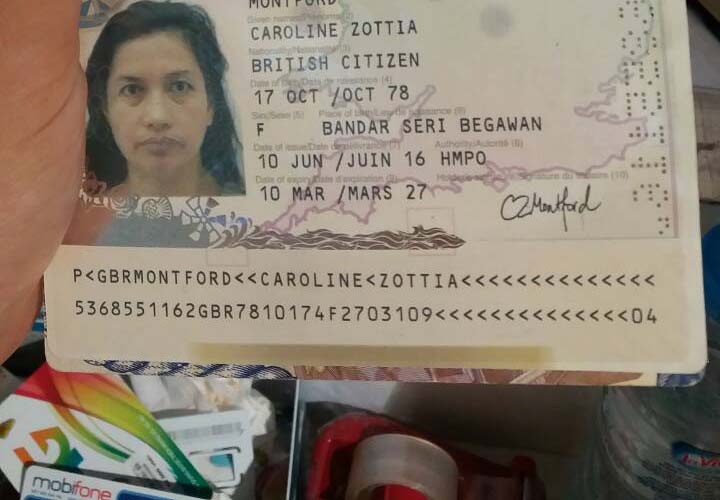 MONTFORD
Given names/Prénoms (2)
CAROLINE ZOTTIA
Nationality/Nationalité (3)
BRITISH CITIZEN
Date of birth/Date de naissance (4)
17 OCT /OCT 78
Sex/Sexe (5) Place of birth/Lieu de naissance (6)
F BANDAR SERI BEGAWAN
Date of issue/Date de délivrance (7) Authority/Autorité (8)
10 JUN /JUIN 16 HMPO
Date of expiry/Date d'expiration (9) Holder's signature/Signature du titulaire (10)
10 MAR /MARS 27
CZMontford
P<GBRMONTFORD<<CAROLINE<ZOTTIA<<<<<<<<<<<<<<
5368551162GBR7810174F2703109<<<<<<<<<<<<<<04
mobifone